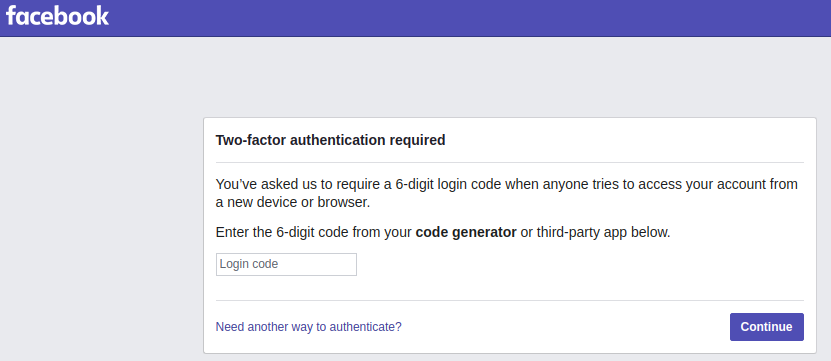 facebook
Two-factor authentication required
You’ve asked us to require a 6-digit login code when anyone tries to access your account from
a new device or browser.
Enter the 6-digit code from your code generator or third-party app below.
Login code
Need another way to authenticate?
Continue